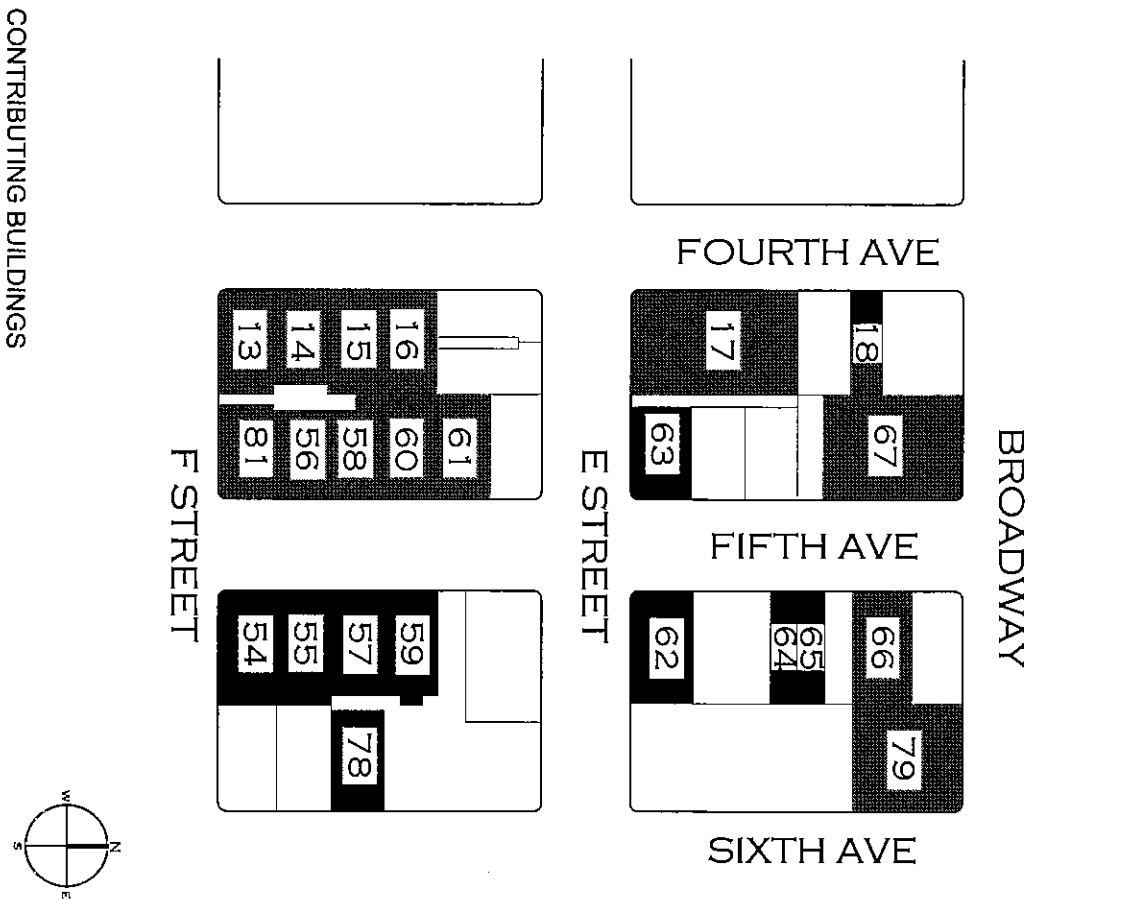 CONTRIBUTING BUILDINGS
FOURTH AVE
13
14
15
16
17
18
81
56
58
60
61
63
67
F STREET
E STREET
BROADWAY
FIFTH AVE
54
55
57
59
62
64
65
66
78
79
SIXTH AVE
W
N
S
E